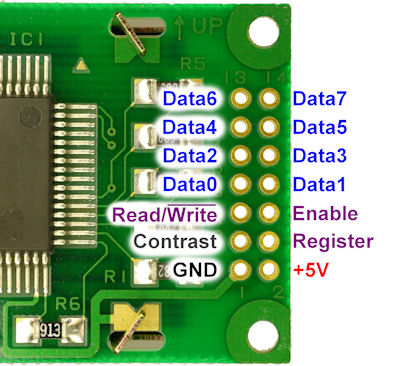 IC1
UP
R5
13 14
Data6 Data7
Data4 Data5
Data2 Data3
Data0 Data1
Read/Write Enable
Contrast Register
GND +5V
R1
1 2
R6
913